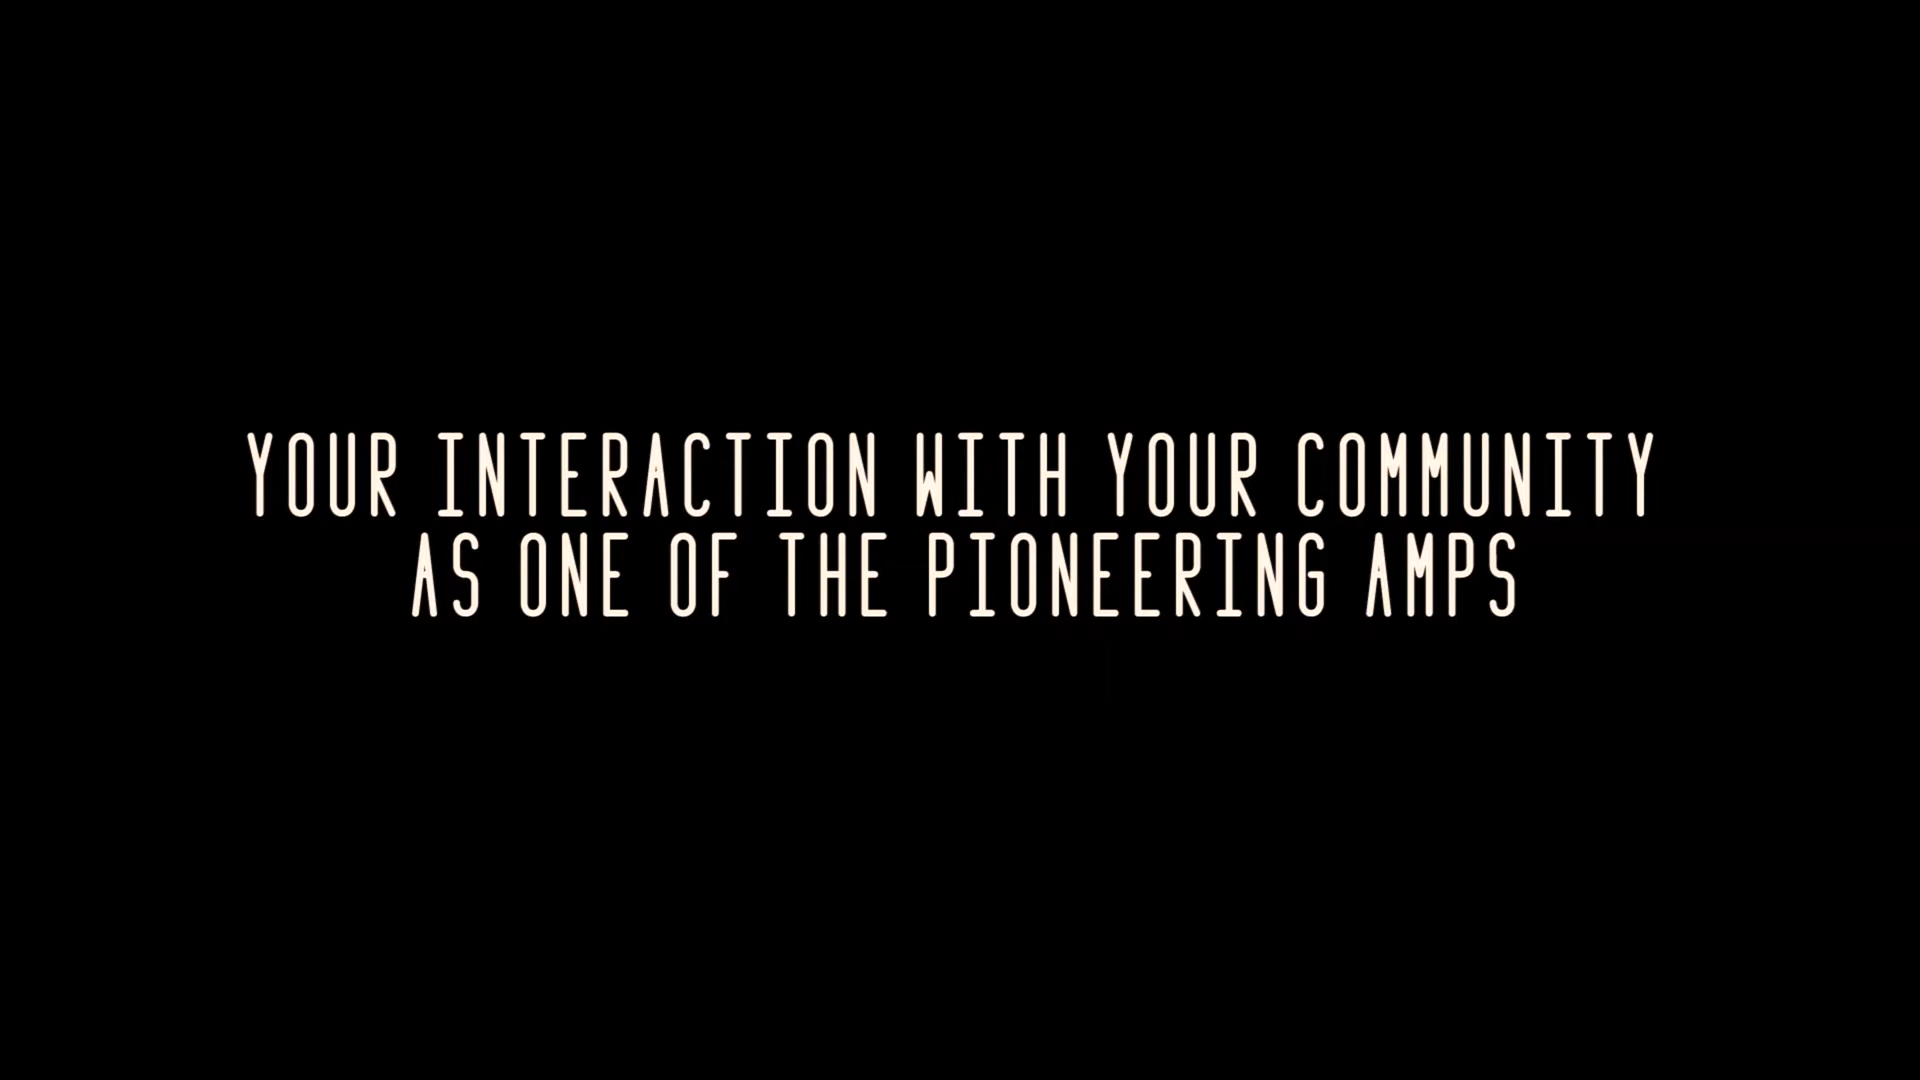 YOUR INTERACTION WITH YOUR COMMUNITY
AS ONE OF THE PIONEERING AMPS